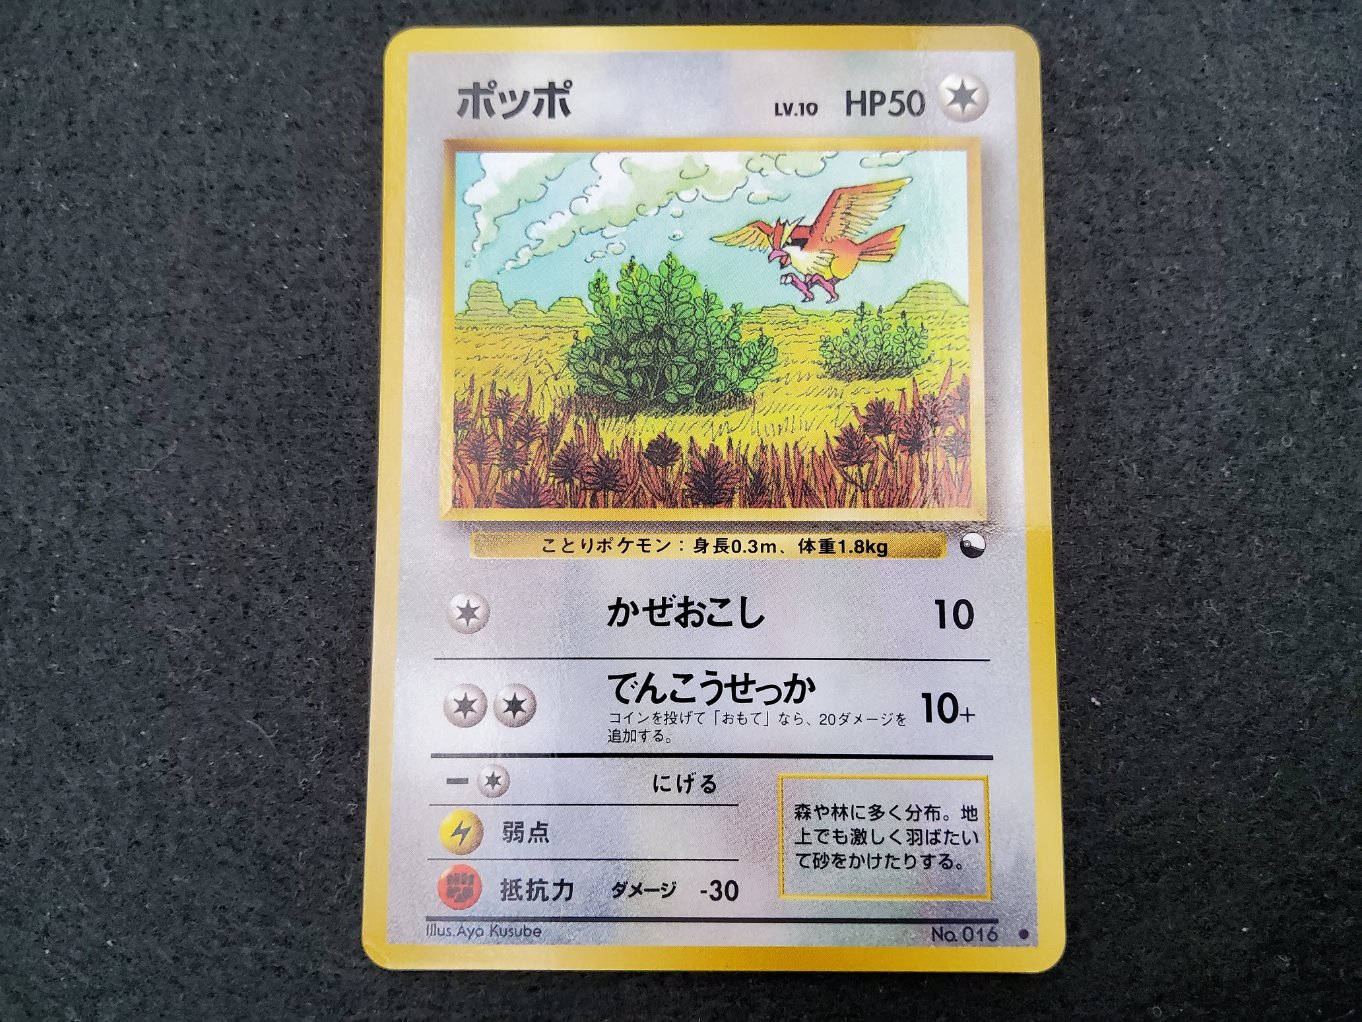 ポッポ LV.10 HP50
ことりポケモン：身長0.3m、体重1.8kg
かぜおこし 10
でんこうせっか 10+
コインを投げて「おもて」なら、20ダメージを
追加する。
にげる
弱点
抵抗力 ダメージ -30
森や林に多く分布。地
上でも激しく羽ばたい
て砂をかけたりする。
Illus.Aya Kusube No.016